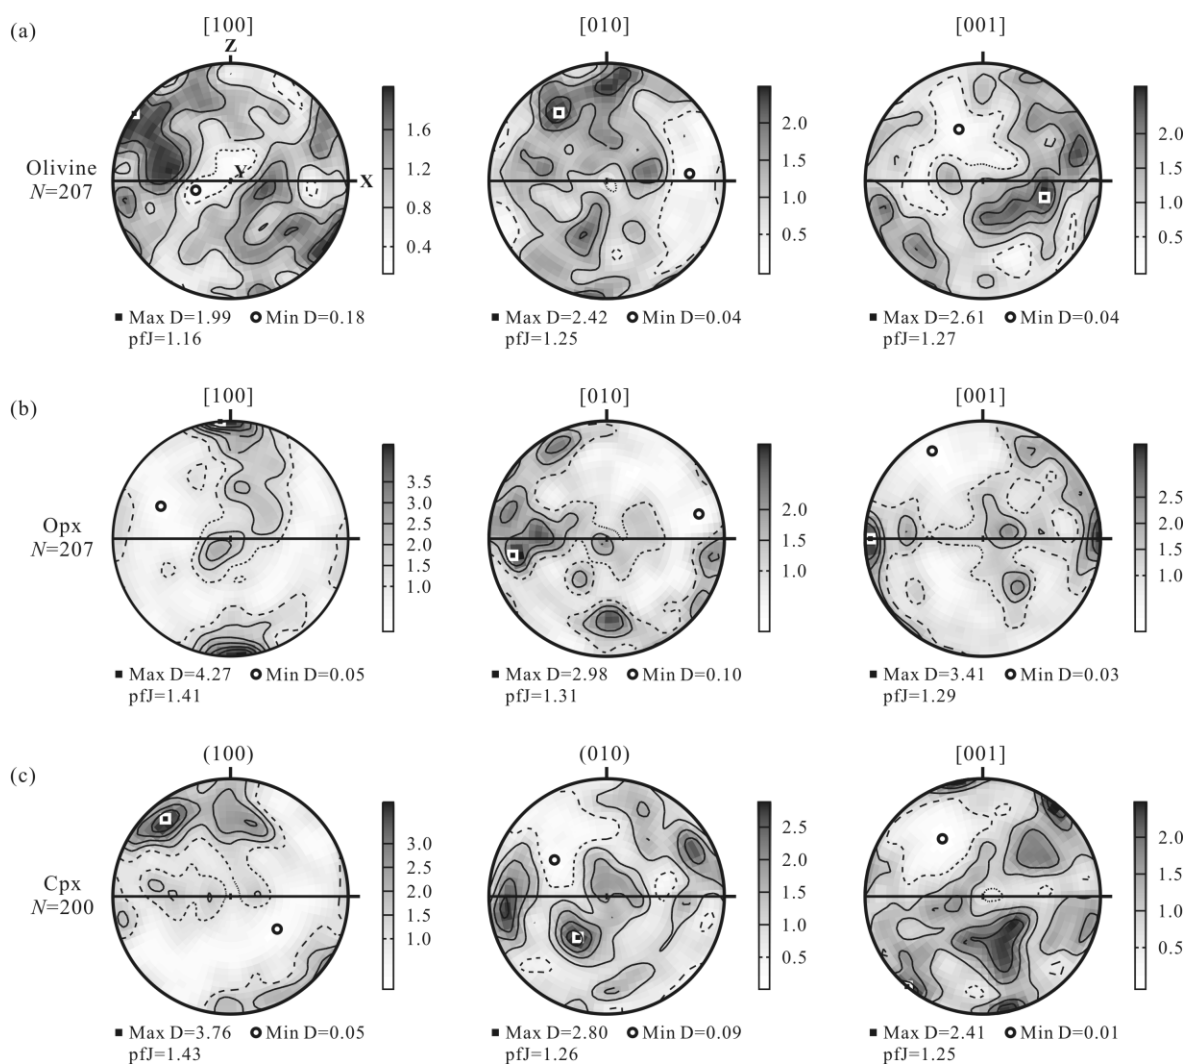 (a)
[100]
[010]
[001]
Z
Y
X
Olivine
N=207
1.6
1.2
0.8
0.4
2.0
1.5
1.0
0.5
2.0
1.5
1.0
0.5
Max D=1.99 Min D=0.18
pfJ=1.16
Max D=2.42 Min D=0.04
pfJ=1.25
Max D=2.61 Min D=0.04
pfJ=1.27
(b)
[100]
[010]
[001]
Opx
N=207
3.5
3.0
2.5
2.0
1.5
1.0
2.0
1.5
1.0
2.5
2.0
1.5
1.0
Max D=4.27 Min D=0.05
pfJ=1.41
Max D=2.98 Min D=0.10
pfJ=1.31
Max D=3.41 Min D=0.03
pfJ=1.29
(c)
(100)
(010)
[001]
Cpx
N=200
3.0
2.5
2.0
1.5
1.0
2.5
2.0
1.5
1.0
0.5
2.0
1.5
1.0
0.5
Max D=3.76 Min D=0.05
pfJ=1.43
Max D=2.80 Min D=0.09
pfJ=1.26
Max D=2.41 Min D=0.01
pfJ=1.25